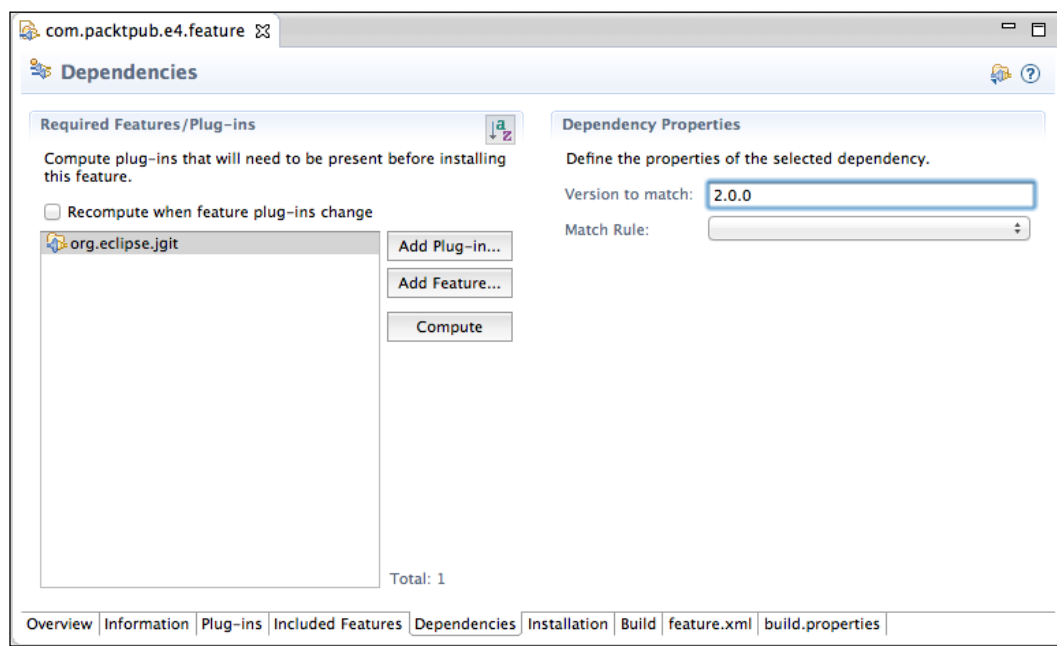 com.packtpub.e4.feature
Dependencies
Required Features/Plug-ins
a
z
Compute plug-ins that will need to be present before installing
this feature.
Recompute when feature plug-ins change
org.eclipse.jgit
Add Plug-in...
Add Feature...
Compute
Total: 1
Dependency Properties
Define the properties of the selected dependency.
Version to match: 2.0.0
Match Rule:
Overview Information Plug-ins Included Features Dependencies Installation Build feature.xml build.properties